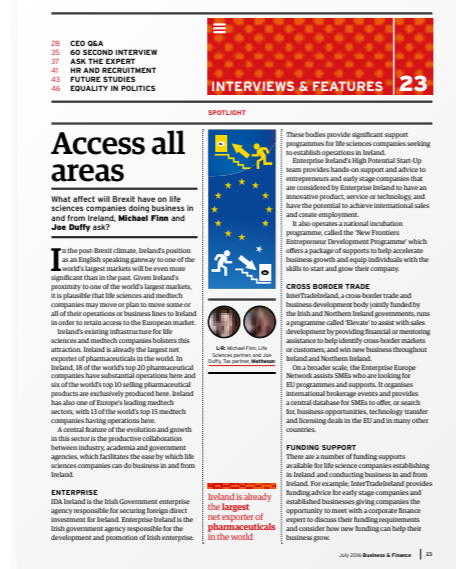 28 CEO Q&A
35 60 SECOND INTERVIEW
37 ASK THE EXPERT
41 HR AND RECRUITMENT
43 FUTURE STUDIES
46 EQUALITY IN POLITICS
INTERVIEWS & FEATURES 23
SPOTLIGHT
Access all
areas
What affect will Brexit have on life
sciences companies doing business in
and from Ireland, Michael Finn and
Joe Duffy ask?
In the post-Brexit climate, Ireland's position
as an English speaking gateway to one of the
world's largest markets will be even more
significant than in the past. Given Ireland's
proximity to one of the world's largest markets,
it is plausible that life sciences and medtech
companies may move or plan to move some or
all of their operations or business lines to Ireland
in order to retain access to the European market.
Ireland's existing infrastructure for life
sciences and medtech companies bolsters this
attraction. Ireland is already the largest net
exporter of pharmaceuticals in the world. In
Ireland, 18 of the world's top 20 pharmaceutical
companies have substantial operations here and
six of the world's top 10 selling pharmaceutical
products are exclusively produced here. Ireland
has also one of Europe's leading medtech
sectors, with 13 of the world's top 15 medtech
companies having operations here.
A central feature of the evolution and growth
in this sector is the productive collaboration
between industry, academia and government
agencies, which facilitates the ease by which life
sciences companies can do business in and from
Ireland.
ENTERPRISE
IDA Ireland is the Irish Government enterprise
agency responsible for securing foreign direct
investment for Ireland. Enterprise Ireland is the
Irish government agency responsible for the
development and promotion of Irish enterprise.
L-R: Michael Finn, Life
Sciences partner, and Joe
Duffy, Tax partner, Matheson
Ireland is already
the largest
net exporter of
pharmaceuticals
in the world
These bodies provide significant support
programmes for life sciences companies seeking
to establish operations in Ireland.
Enterprise Ireland's High Potential Start-Up
team provides hands-on support and advice to
entrepreneurs and early stage companies that
are considered by Enterprise Ireland to have an
innovative product, service or technology, and
have the potential to achieve international sales
and create employment.
It also operates a national incubation
programme, called the 'New Frontiers
Entrepreneur Development Programme' which
offers a package of supports to help accelerate
business growth and equip individuals with the
skills to start and grow their company.
CROSS BORDER TRADE
InterTradeIreland, a cross-border trade and
business development body jointly funded by
the Irish and Northern Ireland governments, runs
a programme called 'Elevate' to assist with sales
development by providing financial or mentoring
assistance to help identify cross-border markets
or customers, and win new business throughout
Ireland and Northern Ireland.
On a broader scale, the Enterprise Europe
Network assists SMEs who are looking for
EU programmes and supports. It organises
international brokerage events and provides
a central database for SMEs to offer, or search
for, business opportunities, technology transfer
and licensing deals in the EU and in many other
countries.
FUNDING SUPPORT
There are a number of funding supports
available for life science companies establishing
in Ireland and conducting business in and from
Ireland. For example, InterTradeIreland provides
funding advice for early stage companies and
established businesses giving companies the
opportunity to meet with a corporate finance
expert to discuss their funding requirements
and consider how new funding can help their
business grow.
July 2016 Business & Finance | 23